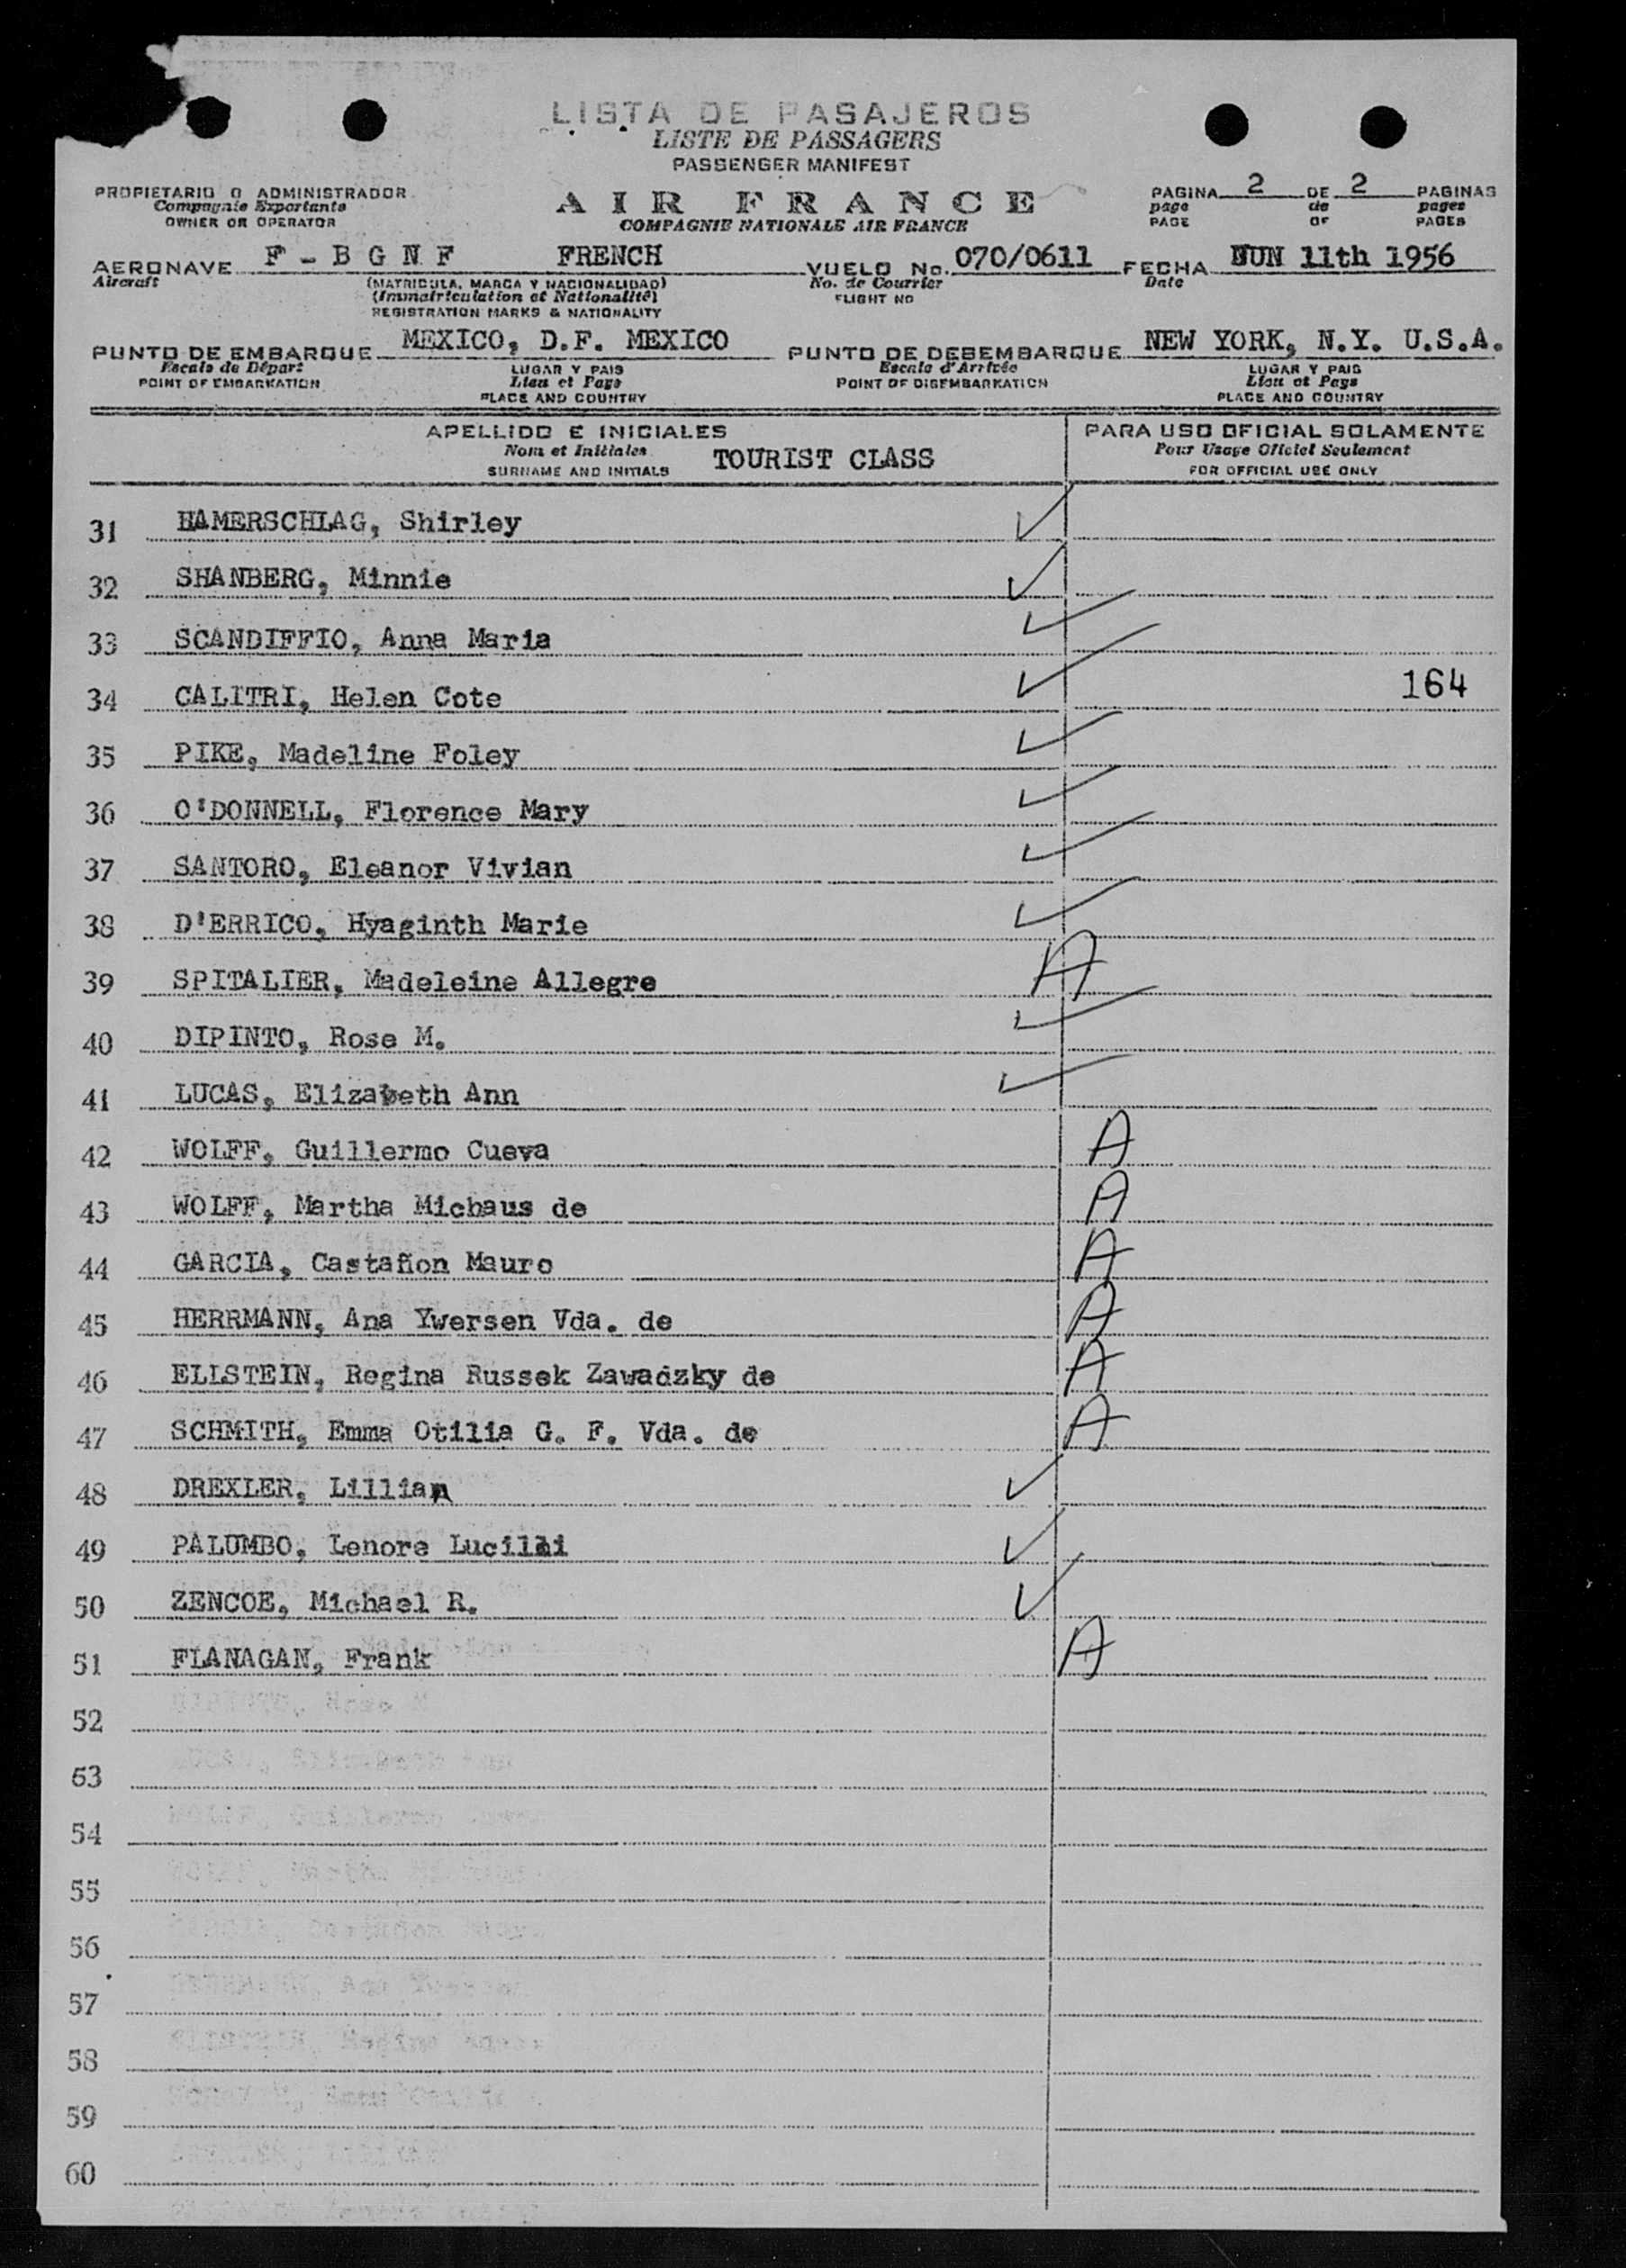 LISTA DE PASAJEROS
LISTE DE PASSAGERS
PASSENGER MANIFEST
PROPIETARIO O ADMINISTRADOR
Compagnie Exportante
OWNER OR OPERATOR
AIR FRANCE
COMPAGNIE NATIONALE AIR FRANCE
PAGINA 2 DE 2 PAGINAS
page de pages
PAGE OF PAGES
AERONAVE F - B G N F FRENCH VUELO No. 070/0611 FECHA JUN 11th 1956
Aircraft (MATRICULA, MARCA Y NACIONALIDAD) No. de Courrier Date
(Immatriculation et Nationalité) FLIGHT NO
REGISTRATION MARKS & NATIONALITY
PUNTO DE EMBARQUE MEXICO, D.F. MEXICO PUNTO DE DESEMBARQUE NEW YORK, N.Y. U.S.A.
Escale de Départ LUGAR Y PAIS Escale d'Arrivée LUGAR Y PAIS
POINT OF EMBARKATION Lieu et Pays POINT OF DISEMBARKATION Lieu et Pays
PLACE AND COUNTRY PLACE AND COUNTRY
APELLIDO E INICIALES PARA USO OFICIAL SOLAMENTE
Nom et Initiales TOURIST CLASS Pour Usage Officiel Seulement
SURNAME AND INITIALS FOR OFFICIAL USE ONLY
31 HAMERSCHLAG, Shirley ✓
32 SHANBERG, Minnie ✓
33 SCANDIFFIO, Anna Maria ✓
34 CALITRI, Helen Cote ✓ 164
35 PIKE, Madeline Foley ✓
36 O'DONNELL, Florence Mary ✓
37 SANTORO, Eleanor Vivian ✓
38 D'ERRICO, Hyaginth Marie ✓
39 SPITALIER, Madeleine Allegre A
40 DIPINTO, Rose M. ✓
41 LUCAS, Elizabeth Ann ✓
42 WOLFF, Guillermo Cueva A
43 WOLFF, Martha Michaus de A
44 GARCIA, Castañon Mauro A
45 HERRMANN, Ana Ywersen Vda. de A
46 ELLSTEIN, Regina Russek Zawadzky de A
47 SCHMITH, Emma Otilia G. F. Vda. de A
48 DREXLER, Lillian ✓
49 PALUMBO, Lenore Lucilli ✓
50 ZENCOE, Michael R. ✓
51 FLANAGAN, Frank A
52
53
54
55
56
57
58
59
60